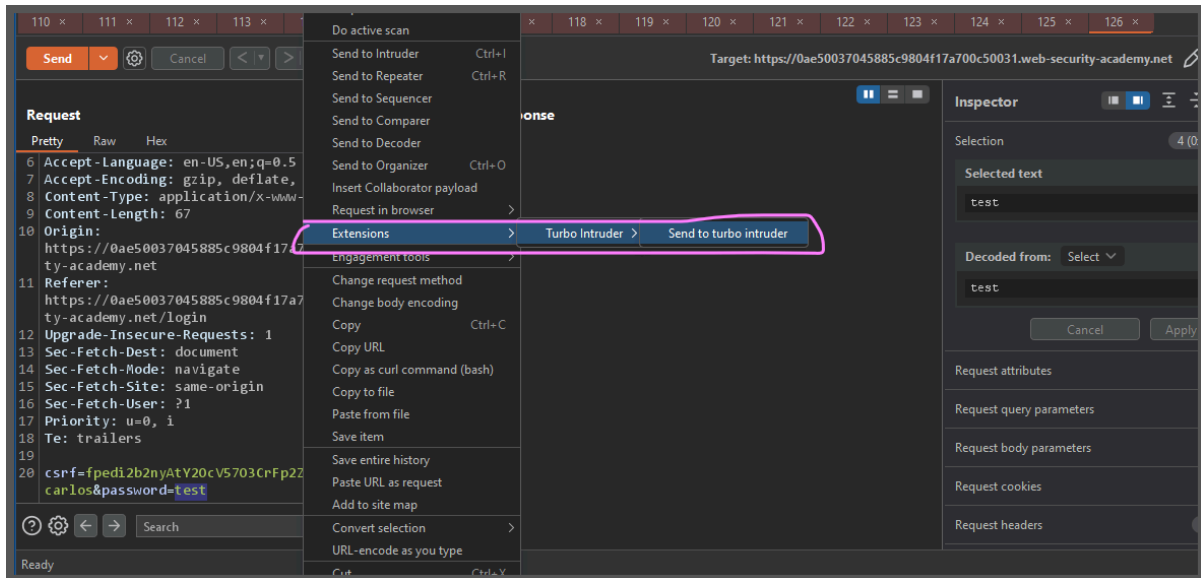 110 × 111 × 112 × 113 × × 118 × 119 × 120 × 121 × 122 × 123 × 124 × 125 × 126 ×
Send Cancel < >
Target: https://0ae50037045885c9804f17a700c50031.web-security-academy.net
Request
Pretty Raw Hex
6 Accept-Language: en-US,en;q=0.5
7 Accept-Encoding: gzip, deflate,
8 Content-Type: application/x-www-
9 Content-Length: 67
10 Origin:
https://0ae50037045885c9804f17a7
ty-academy.net
11 Referer:
https://0ae50037045885c9804f17a7
ty-academy.net/login
12 Upgrade-Insecure-Requests: 1
13 Sec-Fetch-Dest: document
14 Sec-Fetch-Mode: navigate
15 Sec-Fetch-Site: same-origin
16 Sec-Fetch-User: ?1
17 Priority: u=0, i
18 Te: trailers
19
20 csrf=fpedi2b2nyAtY2OcV57O3CrFp2Z
carlos&password=test
Search
Ready
Do active scan
Send to Intruder Ctrl+I
Send to Repeater Ctrl+R
Send to Sequencer
Send to Comparer
Send to Decoder
Send to Organizer Ctrl+O
Insert Collaborator payload
Request in browser >
Extensions >
Turbo Intruder >
Send to turbo intruder
Engagement tools >
Change request method
Change body encoding
Copy Ctrl+C
Copy URL
Copy as curl command (bash)
Copy to file
Paste from file
Save item
Save entire history
Paste URL as request
Add to site map
Convert selection >
URL-encode as you type
Cut Ctrl+X
onse
Inspector
Selection 4 (0
Selected text
test
Decoded from: Select
test
Cancel Apply
Request attributes
Request query parameters
Request body parameters
Request cookies
Request headers